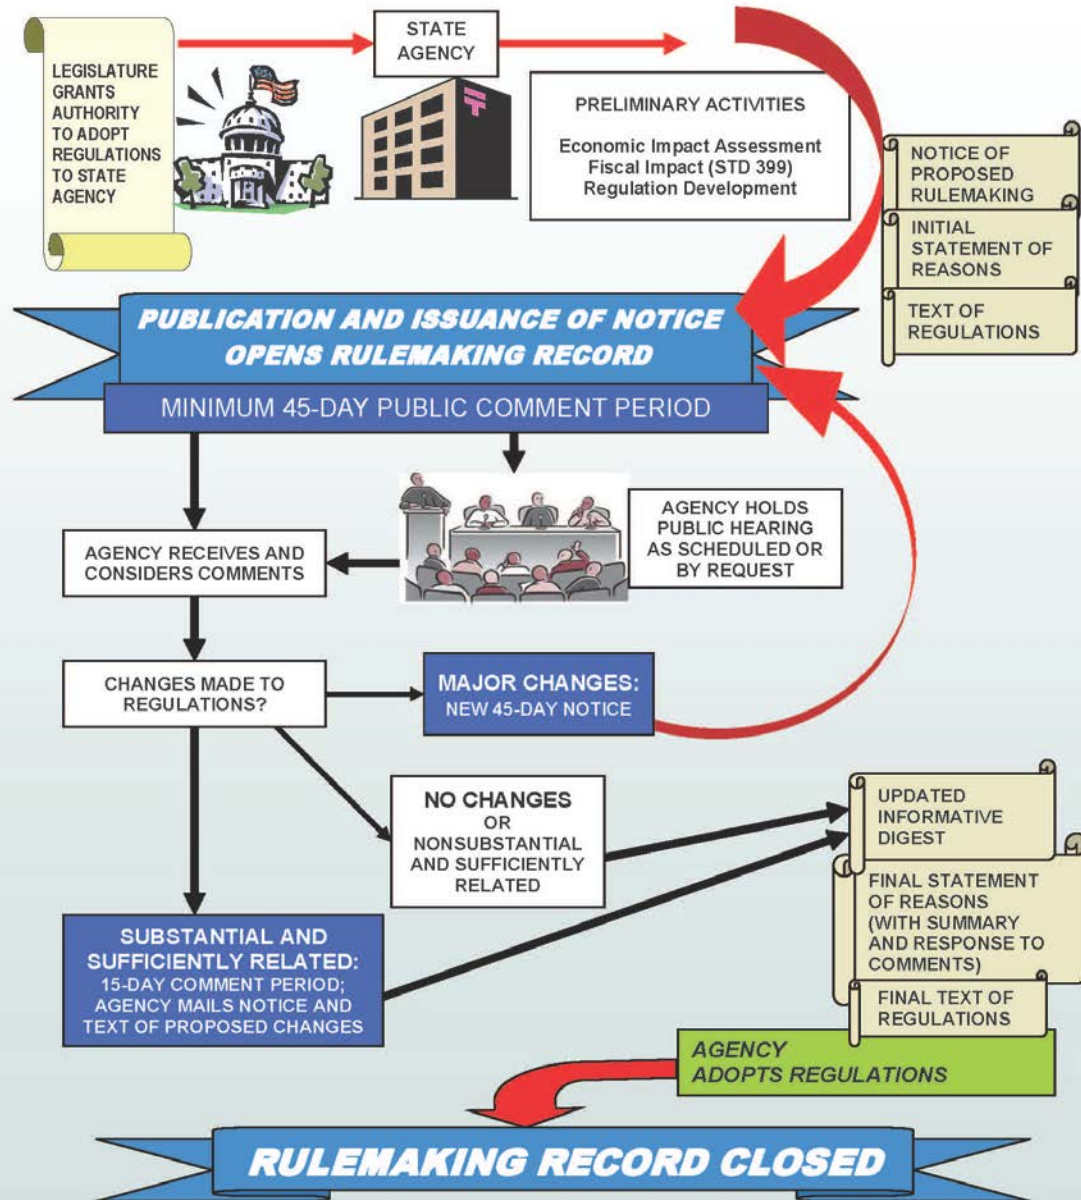 LEGISLATURE
GRANTS
AUTHORITY
TO ADOPT
REGULATIONS
TO STATE
AGENCY
STATE
AGENCY
PRELIMINARY ACTIVITIES
Economic Impact Assessment
Fiscal Impact (STD 399)
Regulation Development
NOTICE OF
PROPOSED
RULEMAKING
INITIAL
STATEMENT OF
REASONS
TEXT OF
REGULATIONS
PUBLICATION AND ISSUANCE OF NOTICE
OPENS RULEMAKING RECORD
MINIMUM 45-DAY PUBLIC COMMENT PERIOD
AGENCY HOLDS
PUBLIC HEARING
AS SCHEDULED OR
BY REQUEST
AGENCY RECEIVES AND
CONSIDERS COMMENTS
CHANGES MADE TO
REGULATIONS?
MAJOR CHANGES:
NEW 45-DAY NOTICE
NO CHANGES
OR
NONSUBSTANTIAL
AND SUFFICIENTLY
RELATED
SUBSTANTIAL AND
SUFFICIENTLY RELATED:
15-DAY COMMENT PERIOD;
AGENCY MAILS NOTICE AND
TEXT OF PROPOSED CHANGES
UPDATED
INFORMATIVE
DIGEST
FINAL STATEMENT
OF REASONS
(WITH SUMMARY
AND RESPONSE TO
COMMENTS)
FINAL TEXT OF
REGULATIONS
AGENCY
ADOPTS REGULATIONS
RULEMAKING RECORD CLOSED